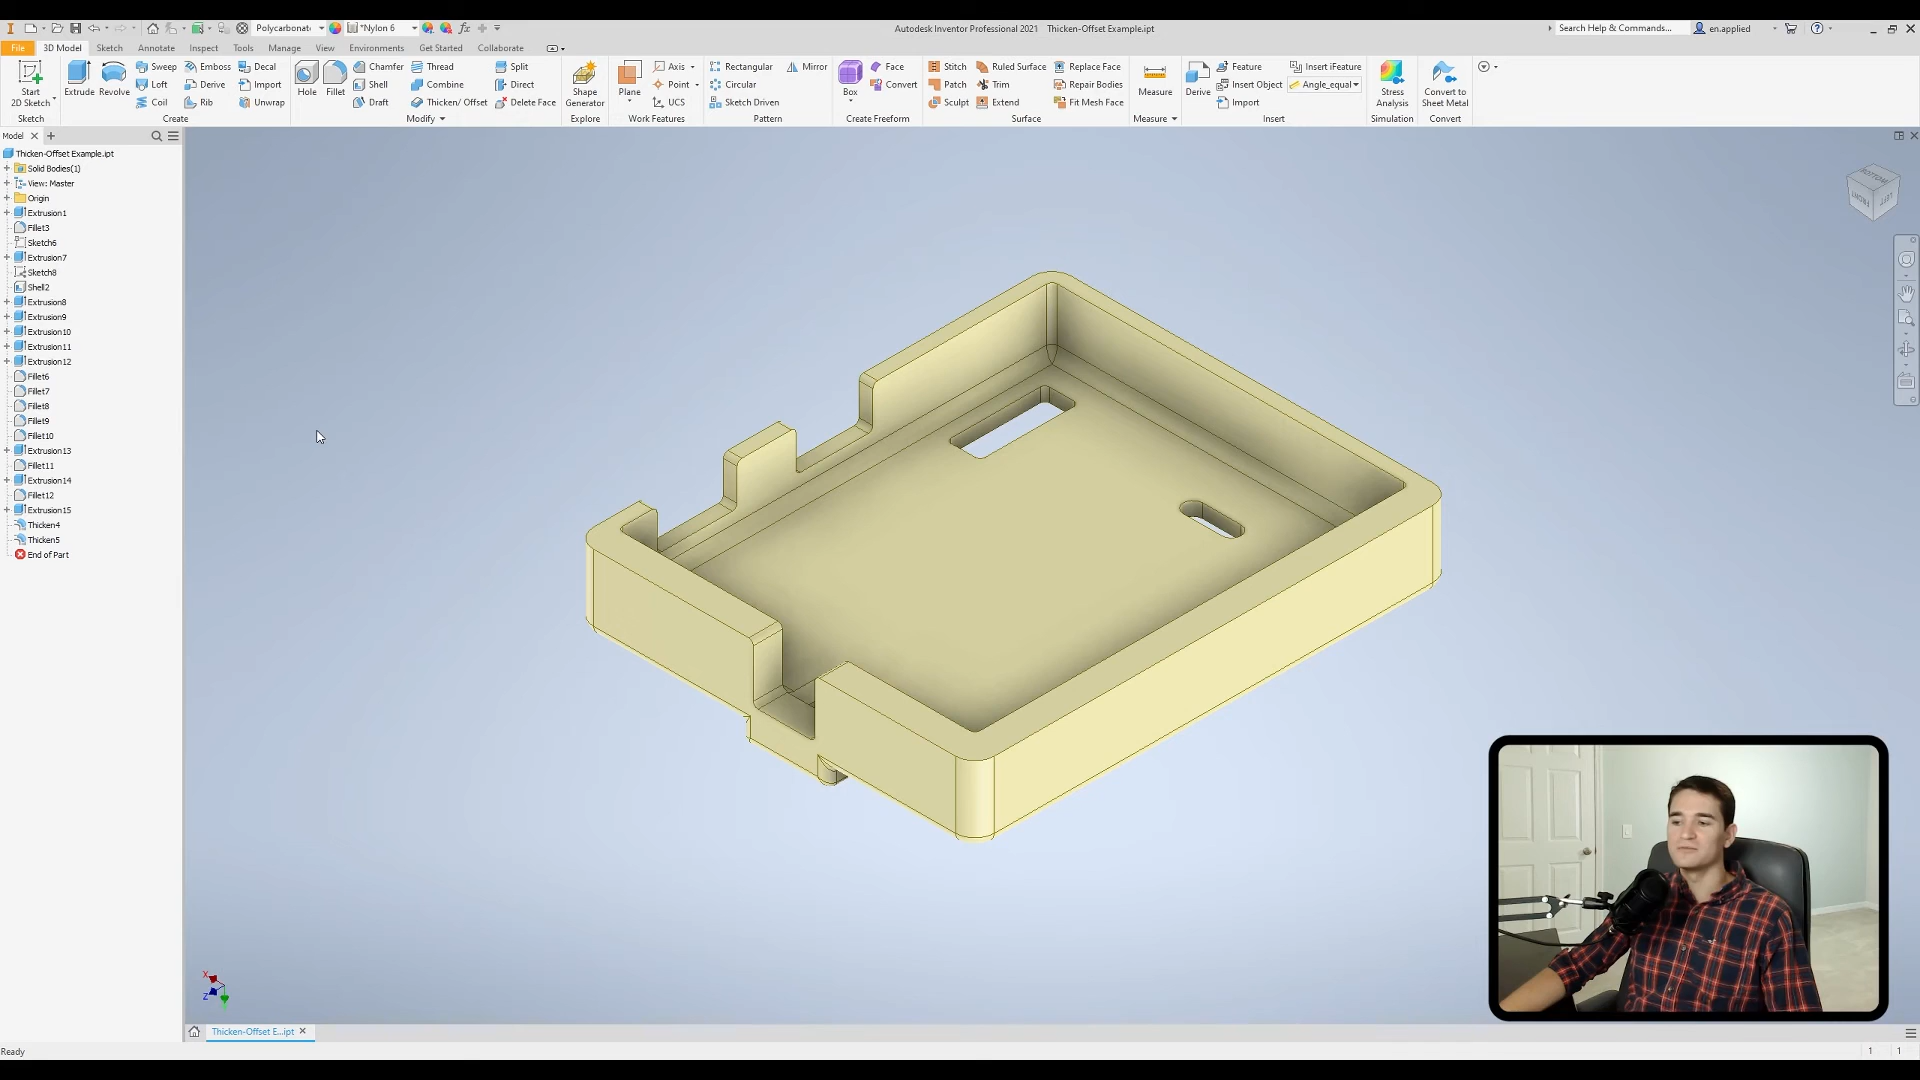 Polycarbonat
*Nylon 6
Autodesk Inventor Professional 2021 Thicken-Offset Example.ipt
Search Help & Commands...
en.applied
File 3D Model Sketch Annotate Inspect Tools Manage View Environments Get Started Collaborate
Start
2D Sketch
Extrude
Revolve
Sweep
Loft
Coil
Emboss
Derive
Rib
Decal
Import
Unwrap
Hole
Fillet
Chamfer
Shell
Draft
Thread
Combine
Thicken/ Offset
Split
Direct
Delete Face
Shape
Generator
Plane
Axis
Point
UCS
Rectangular
Circular
Sketch Driven
Mirror
Box
Face
Convert
Stitch
Patch
Sculpt
Ruled Surface
Trim
Extend
Replace Face
Repair Bodies
Fit Mesh Face
Measure
Derive
Feature
Insert Object
Import
Insert iFeature
Angle_equal
Stress
Analysis
Convert to
Sheet Metal
Sketch
Create
Modify
Explore
Work Features
Pattern
Create Freeform
Surface
Measure
Insert
Simulation
Convert
Model
Thicken-Offset Example.ipt
Solid Bodies(1)
View: Master
Origin
Extrusion1
Fillet3
Sketch6
Extrusion7
Sketch8
Shell2
Extrusion8
Extrusion9
Extrusion10
Extrusion11
Extrusion12
Fillet6
Fillet7
Fillet8
Fillet9
Fillet10
Extrusion13
Fillet11
Extrusion14
Fillet12
Extrusion15
Thicken4
Thicken5
End of Part
BOTTOM
FRONT
LEFT
X
Z
Thicken-Offset E...ipt
Ready
1 1